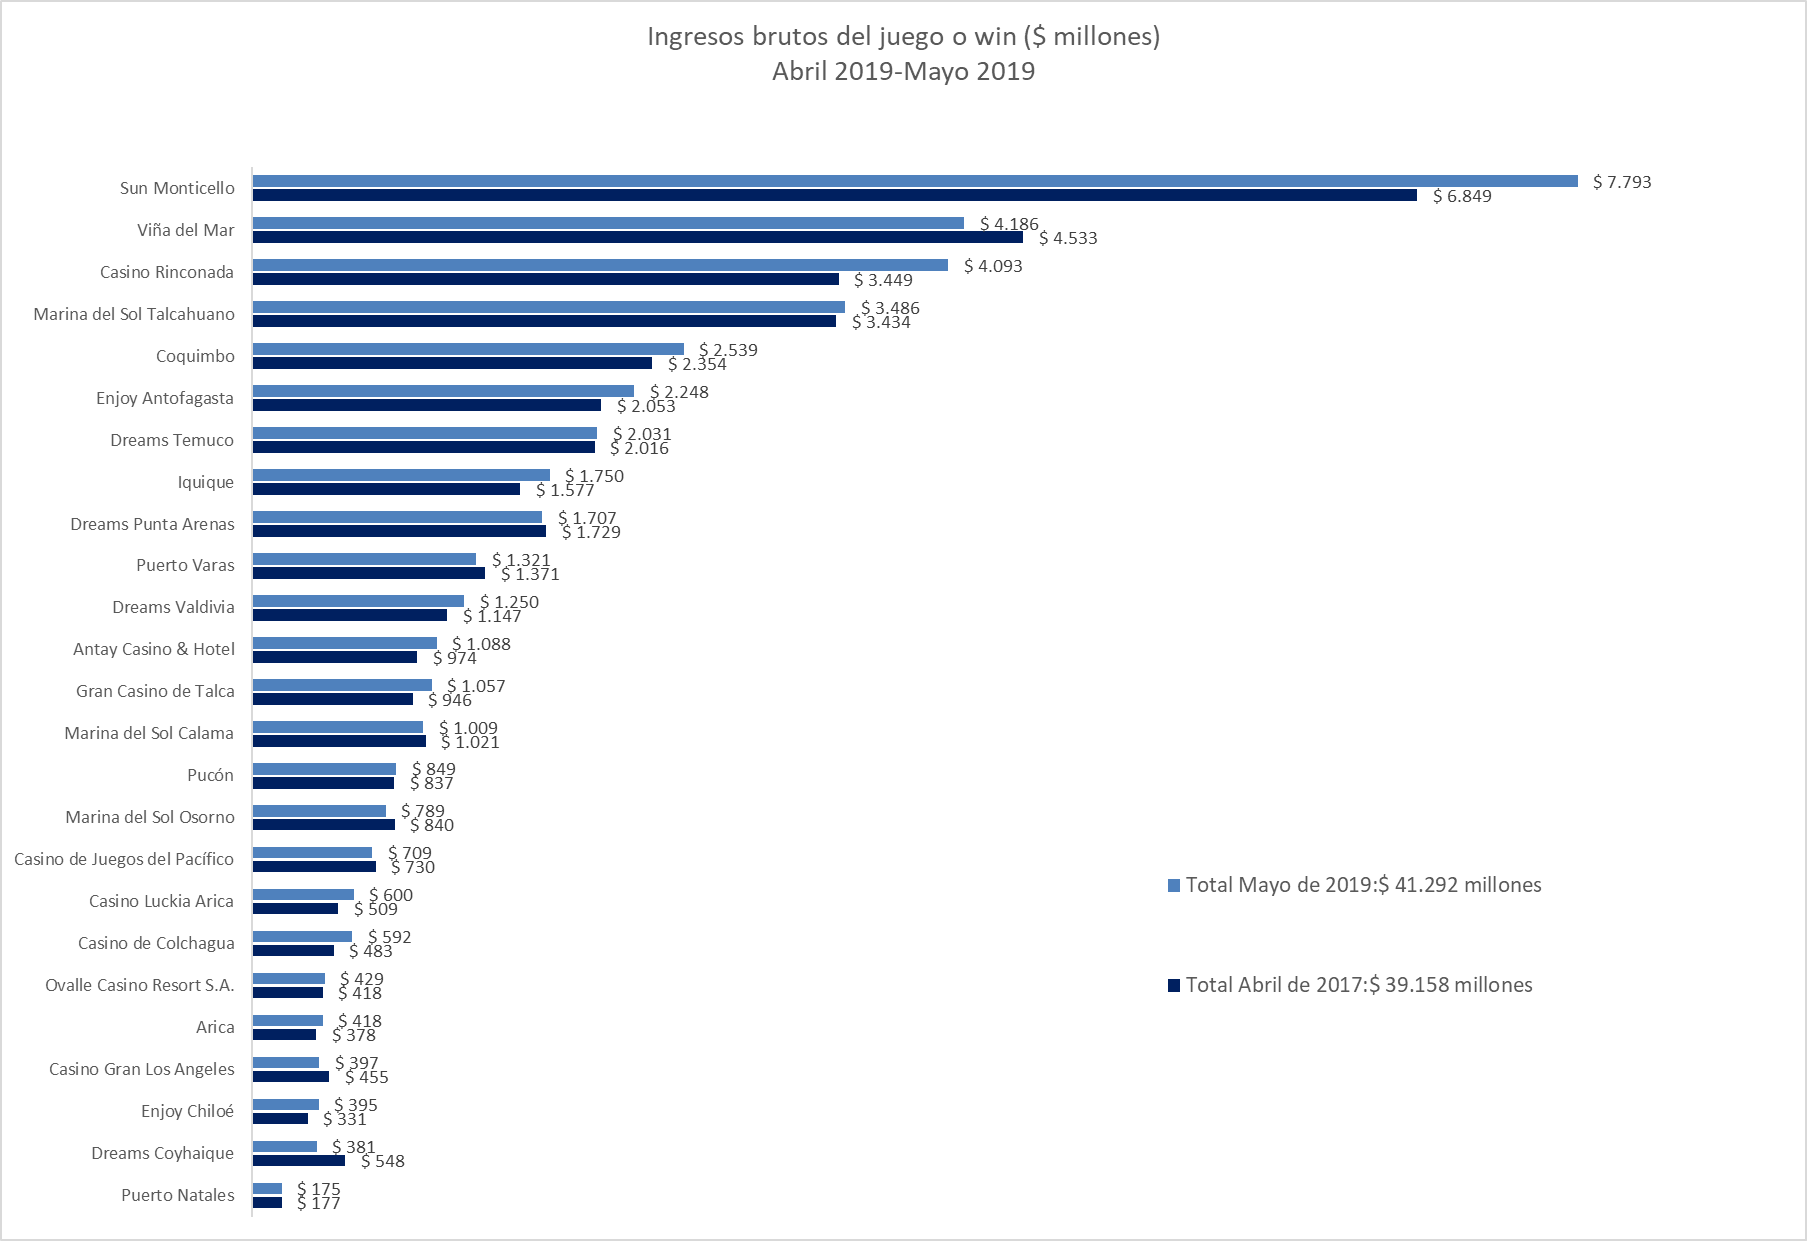 Ingresos brutos del juego o win ($ millones)
Abril 2019-Mayo 2019
Sun Monticello
$ 7.793
$ 6.849
Viña del Mar
$ 4.186
$ 4.533
Casino Rinconada
$ 4.093
$ 3.449
Marina del Sol Talcahuano
$ 3.486
$ 3.434
Coquimbo
$ 2.539
$ 2.354
Enjoy Antofagasta
$ 2.248
$ 2.053
Dreams Temuco
$ 2.031
$ 2.016
Iquique
$ 1.750
$ 1.577
Dreams Punta Arenas
$ 1.707
$ 1.729
Puerto Varas
$ 1.321
$ 1.371
Dreams Valdivia
$ 1.250
$ 1.147
Antay Casino & Hotel
$ 1.088
$ 974
Gran Casino de Talca
$ 1.057
$ 946
Marina del Sol Calama
$ 1.009
$ 1.021
Pucón
$ 849
$ 837
Marina del Sol Osorno
$ 789
$ 840
Casino de Juegos del Pacífico
$ 709
$ 730
Casino Luckia Arica
$ 600
$ 509
Casino de Colchagua
$ 592
$ 483
Ovalle Casino Resort S.A.
$ 429
$ 418
Arica
$ 418
$ 378
Casino Gran Los Angeles
$ 397
$ 455
Enjoy Chiloé
$ 395
$ 331
Dreams Coyhaique
$ 381
$ 548
Puerto Natales
$ 175
$ 177
Total Mayo de 2019:$ 41.292 millones
Total Abril de 2017:$ 39.158 millones